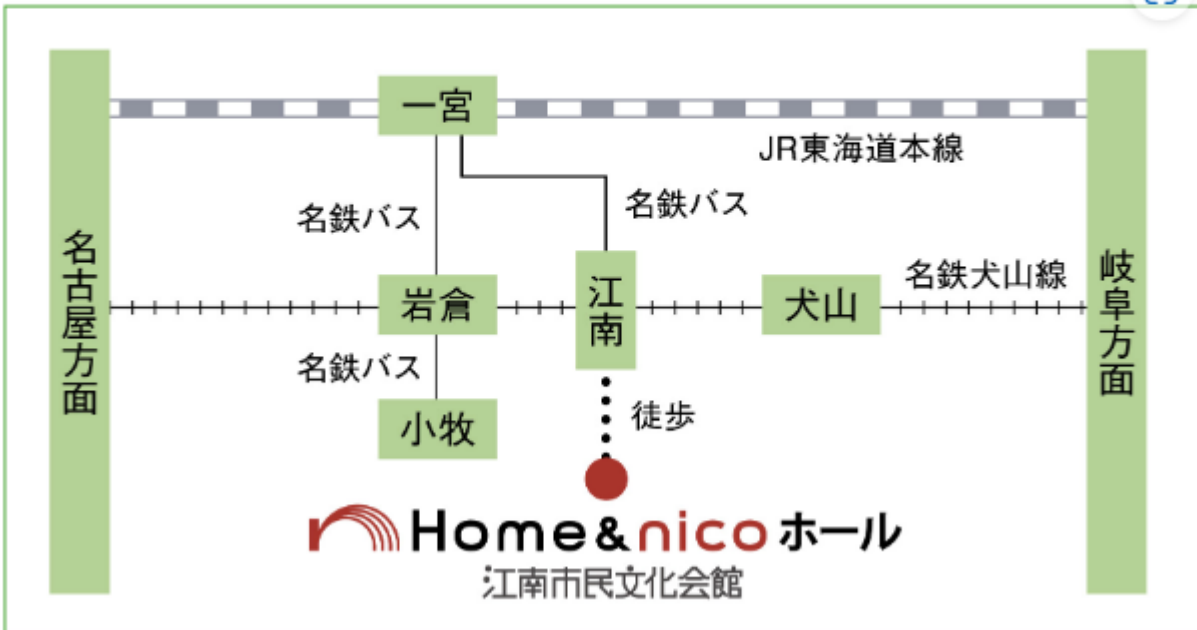 一宮
JR東海道本線
名鉄バス
名鉄バス
名古屋方面
岩倉
江南
犬山
名鉄犬山線
岐阜方面
名鉄バス
小牧
徒歩
Home&nicoホール
江南市民文化会館